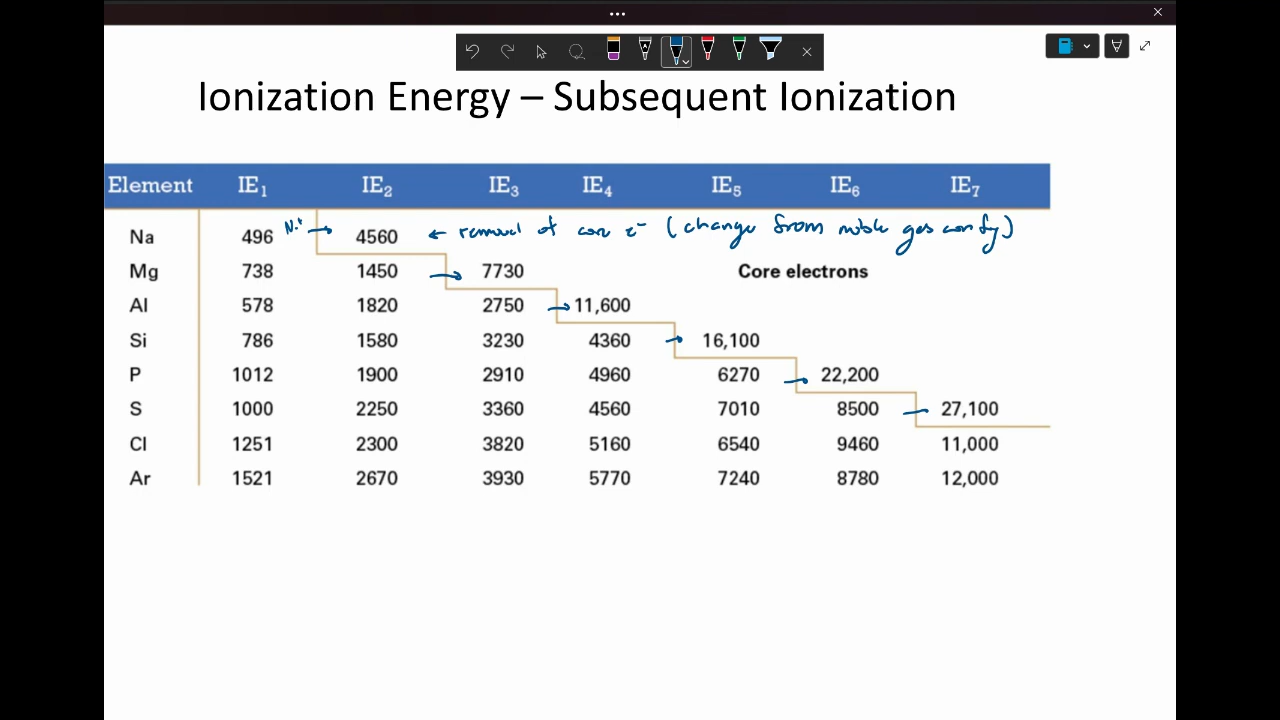 Ionization Energy – Subsequent Ionization
Element IE₁ IE₂ IE₃ IE₄ IE₅ IE₆ IE₇
Na 496 Na⁺ → 4560 ← removal of core e⁻ (change from noble gas config)
Mg 738 1450 → 7730 Core electrons
Al 578 1820 2750 → 11,600
Si 786 1580 3230 4360 → 16,100
P 1012 1900 2910 4960 6270 → 22,200
S 1000 2250 3360 4560 7010 8500 → 27,100
Cl 1251 2300 3820 5160 6540 9460 11,000
Ar 1521 2670 3930 5770 7240 8780 12,000